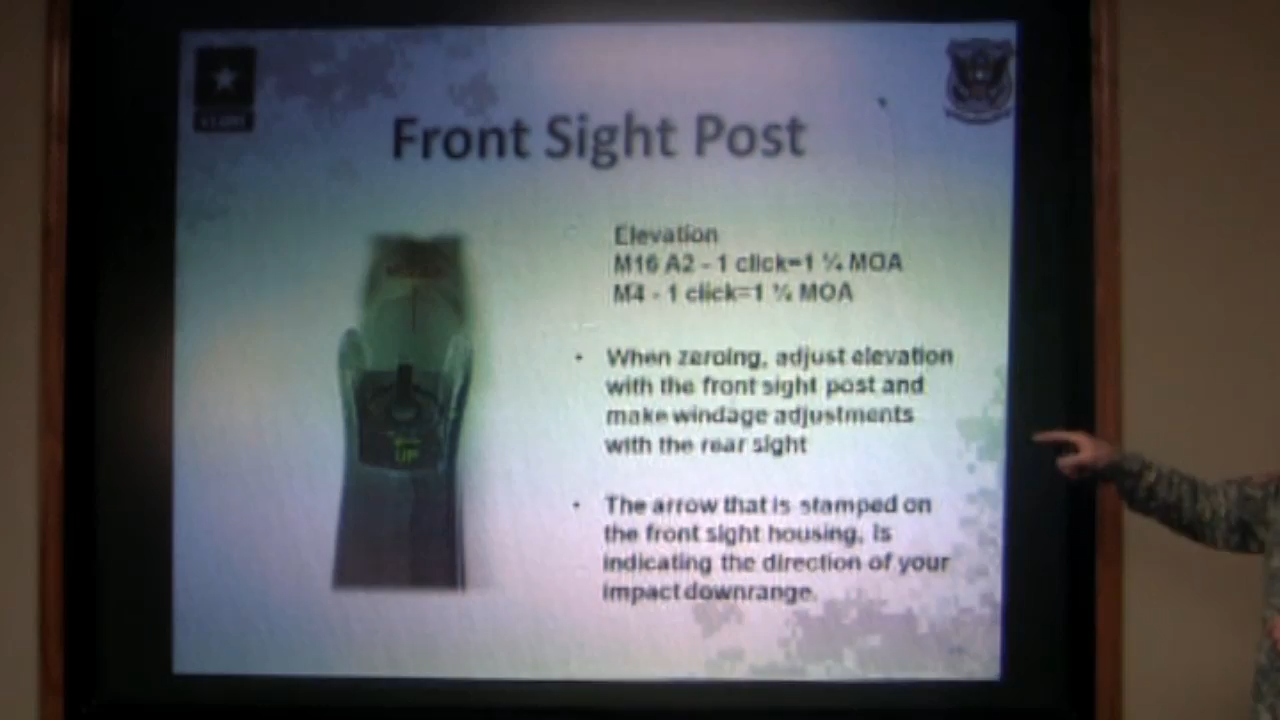 Front Sight Post
Elevation
M16 A2 - 1 click=1 ¼ MOA
M4 - 1 click=1 ¾ MOA
• When zeroing, adjust elevation
with the front sight post and
make windage adjustments
with the rear sight
• The arrow that is stamped on
the front sight housing, is
indicating the direction of your
impact downrange.
UP